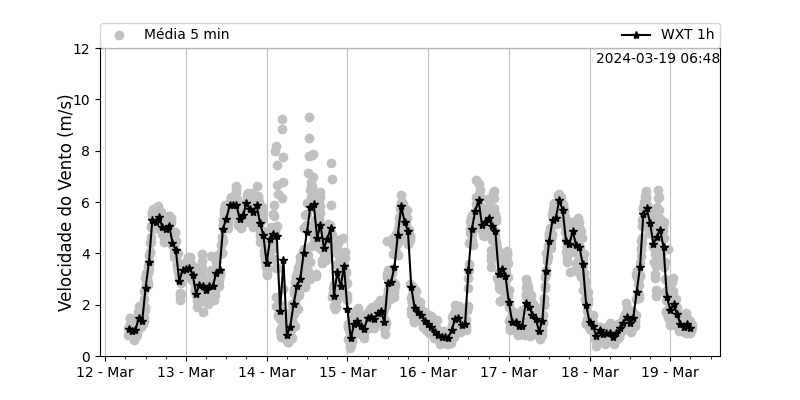 Média 5 min
WXT 1h
2024-03-19 06:48
Velocidade do Vento (m/s)
12
10
8
6
4
2
0
12 - Mar
13 - Mar
14 - Mar
15 - Mar
16 - Mar
17 - Mar
18 - Mar
19 - Mar